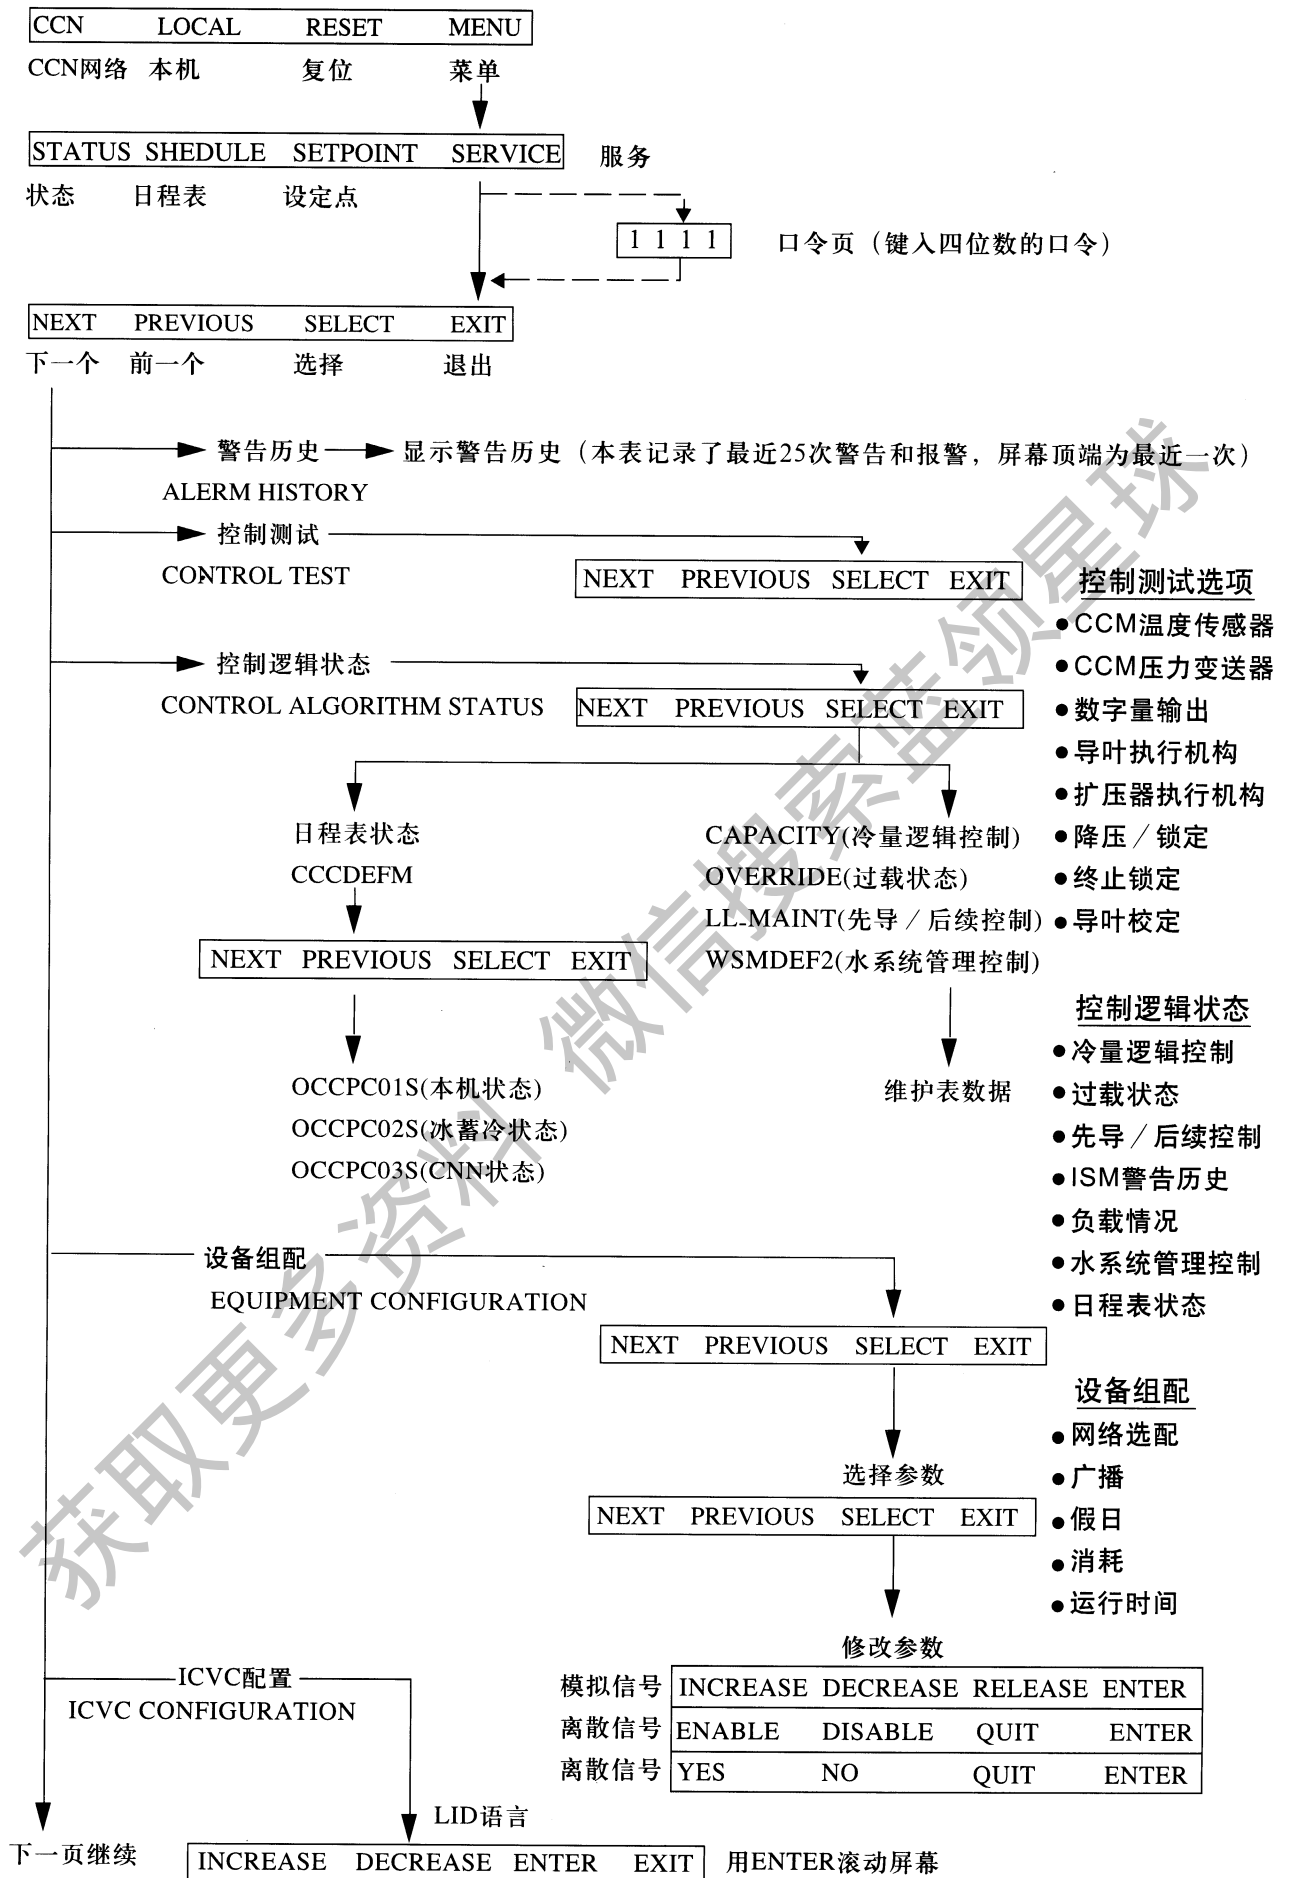 CCN LOCAL RESET MENU
CCN网络 本机 复位 菜单
STATUS SHEDULE SETPOINT SERVICE 服务
状态 日程表 设定点
1 1 1 1 口令页（键入四位数的口令）
NEXT PREVIOUS SELECT EXIT
下一个 前一个 选择 退出
警告历史 显示警告历史（本表记录了最近25次警告和报警，屏幕顶端为最近一次）
ALERM HISTORY
控制测试
CONTROL TEST
NEXT PREVIOUS SELECT EXIT
控制逻辑状态
CONTROL ALGORITHM STATUS
NEXT PREVIOUS SELECT EXIT
日程表状态
CCCDEFM
NEXT PREVIOUS SELECT EXIT
OCCPC01S(本机状态)
OCCPC02S(冰蓄冷状态)
OCCPC03S(CNN状态)
CAPACITY(冷量逻辑控制)
OVERRIDE(过载状态)
LL-MAINT(先导／后续控制)
WSMDEF2(水系统管理控制)
维护表数据
控制测试选项
●CCM温度传感器
●CCM压力变送器
●数字量输出
●导叶执行机构
●扩压器执行机构
●降压／锁定
●终止锁定
●导叶校定
控制逻辑状态
●冷量逻辑控制
●过载状态
●先导／后续控制
●ISM警告历史
●负载情况
●水系统管理控制
●日程表状态
设备组配
EQUIPMENT CONFIGURATION
NEXT PREVIOUS SELECT EXIT
选择参数
NEXT PREVIOUS SELECT EXIT
设备组配
●网络选配
●广播
●假日
●消耗
●运行时间
修改参数
模拟信号 INCREASE DECREASE RELEASE ENTER
离散信号 ENABLE DISABLE QUIT ENTER
离散信号 YES NO QUIT ENTER
ICVC配置
ICVC CONFIGURATION
LID语言
下一页继续
INCREASE DECREASE ENTER EXIT 用ENTER滚动屏幕
获取更多资料 微信搜索蓝领星球